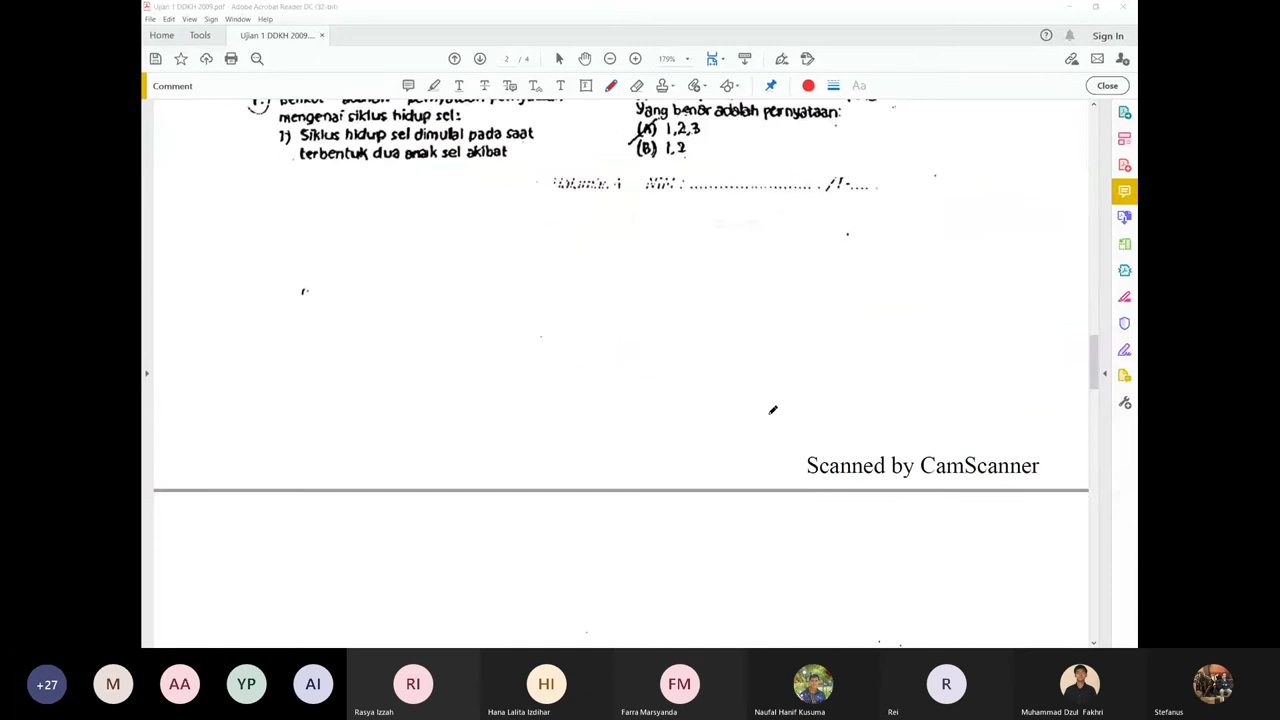 Ujian 1 DDKH 2009.pdf - Adobe Acrobat Reader DC (32-bit)
File Edit View Sign Window Help
Home Tools Ujian 1 DDKH 2009.... × Sign In
2 / 4 179%
Comment Close
mengenai siklus hidup sel:
1) Siklus hidup sel dimulai pada saat
terbentuk dua anak sel akibat
Yang benar adalah pernyataan:
(A) 1,2,3
(B) 1,2
Halaman A NIM : ........................ /T-....
Scanned by CamScanner
+27 M AA YP AI RI HI FM R
Rasya Izzah Hana Lalita Izdihar Farra Marsyanda Naufal Hanif Kusuma Rei Muhammad Dzul Fakhri Stefanus